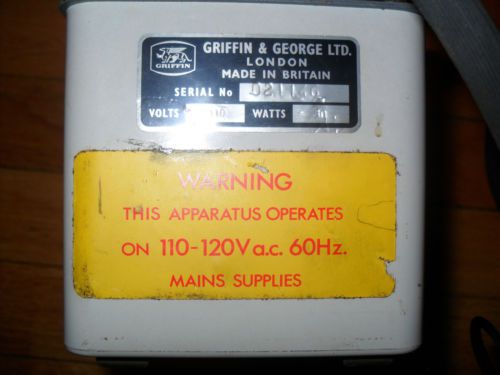 GRIFFIN & GEORGE LTD.
LONDON
MADE IN BRITAIN
GRIFFIN
SERIAL No
VOLTS 110 WATTS
WARNING
THIS APPARATUS OPERATES
ON 110-120V a.c. 60Hz.
MAINS SUPPLIES